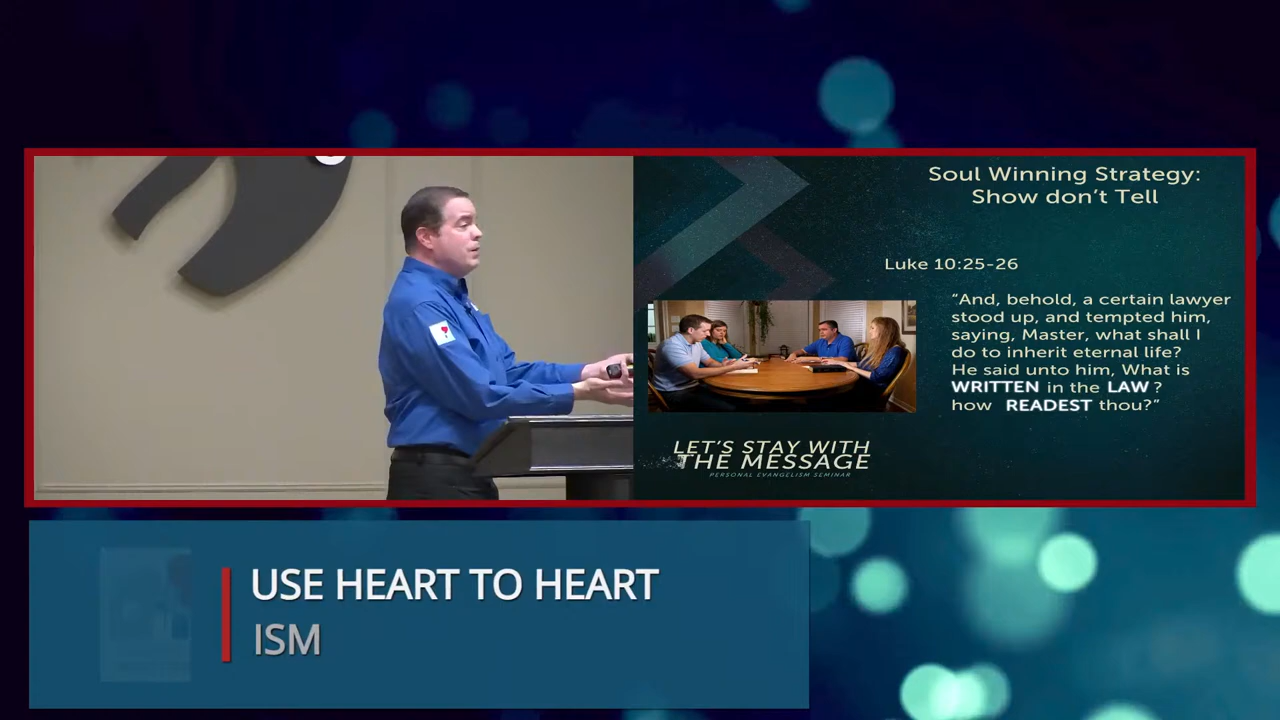 Soul Winning Strategy:
Show don't Tell
Luke 10:25-26
“And, behold, a certain lawyer
stood up, and tempted him,
saying, Master, what shall I
do to inherit eternal life?
He said unto him, What is
WRITTEN in the LAW ?
how READEST thou?”
LET'S STAY WITH
THE MESSAGE
PERSONAL EVANGELISM SEMINAR
USE HEART TO HEART
ISM